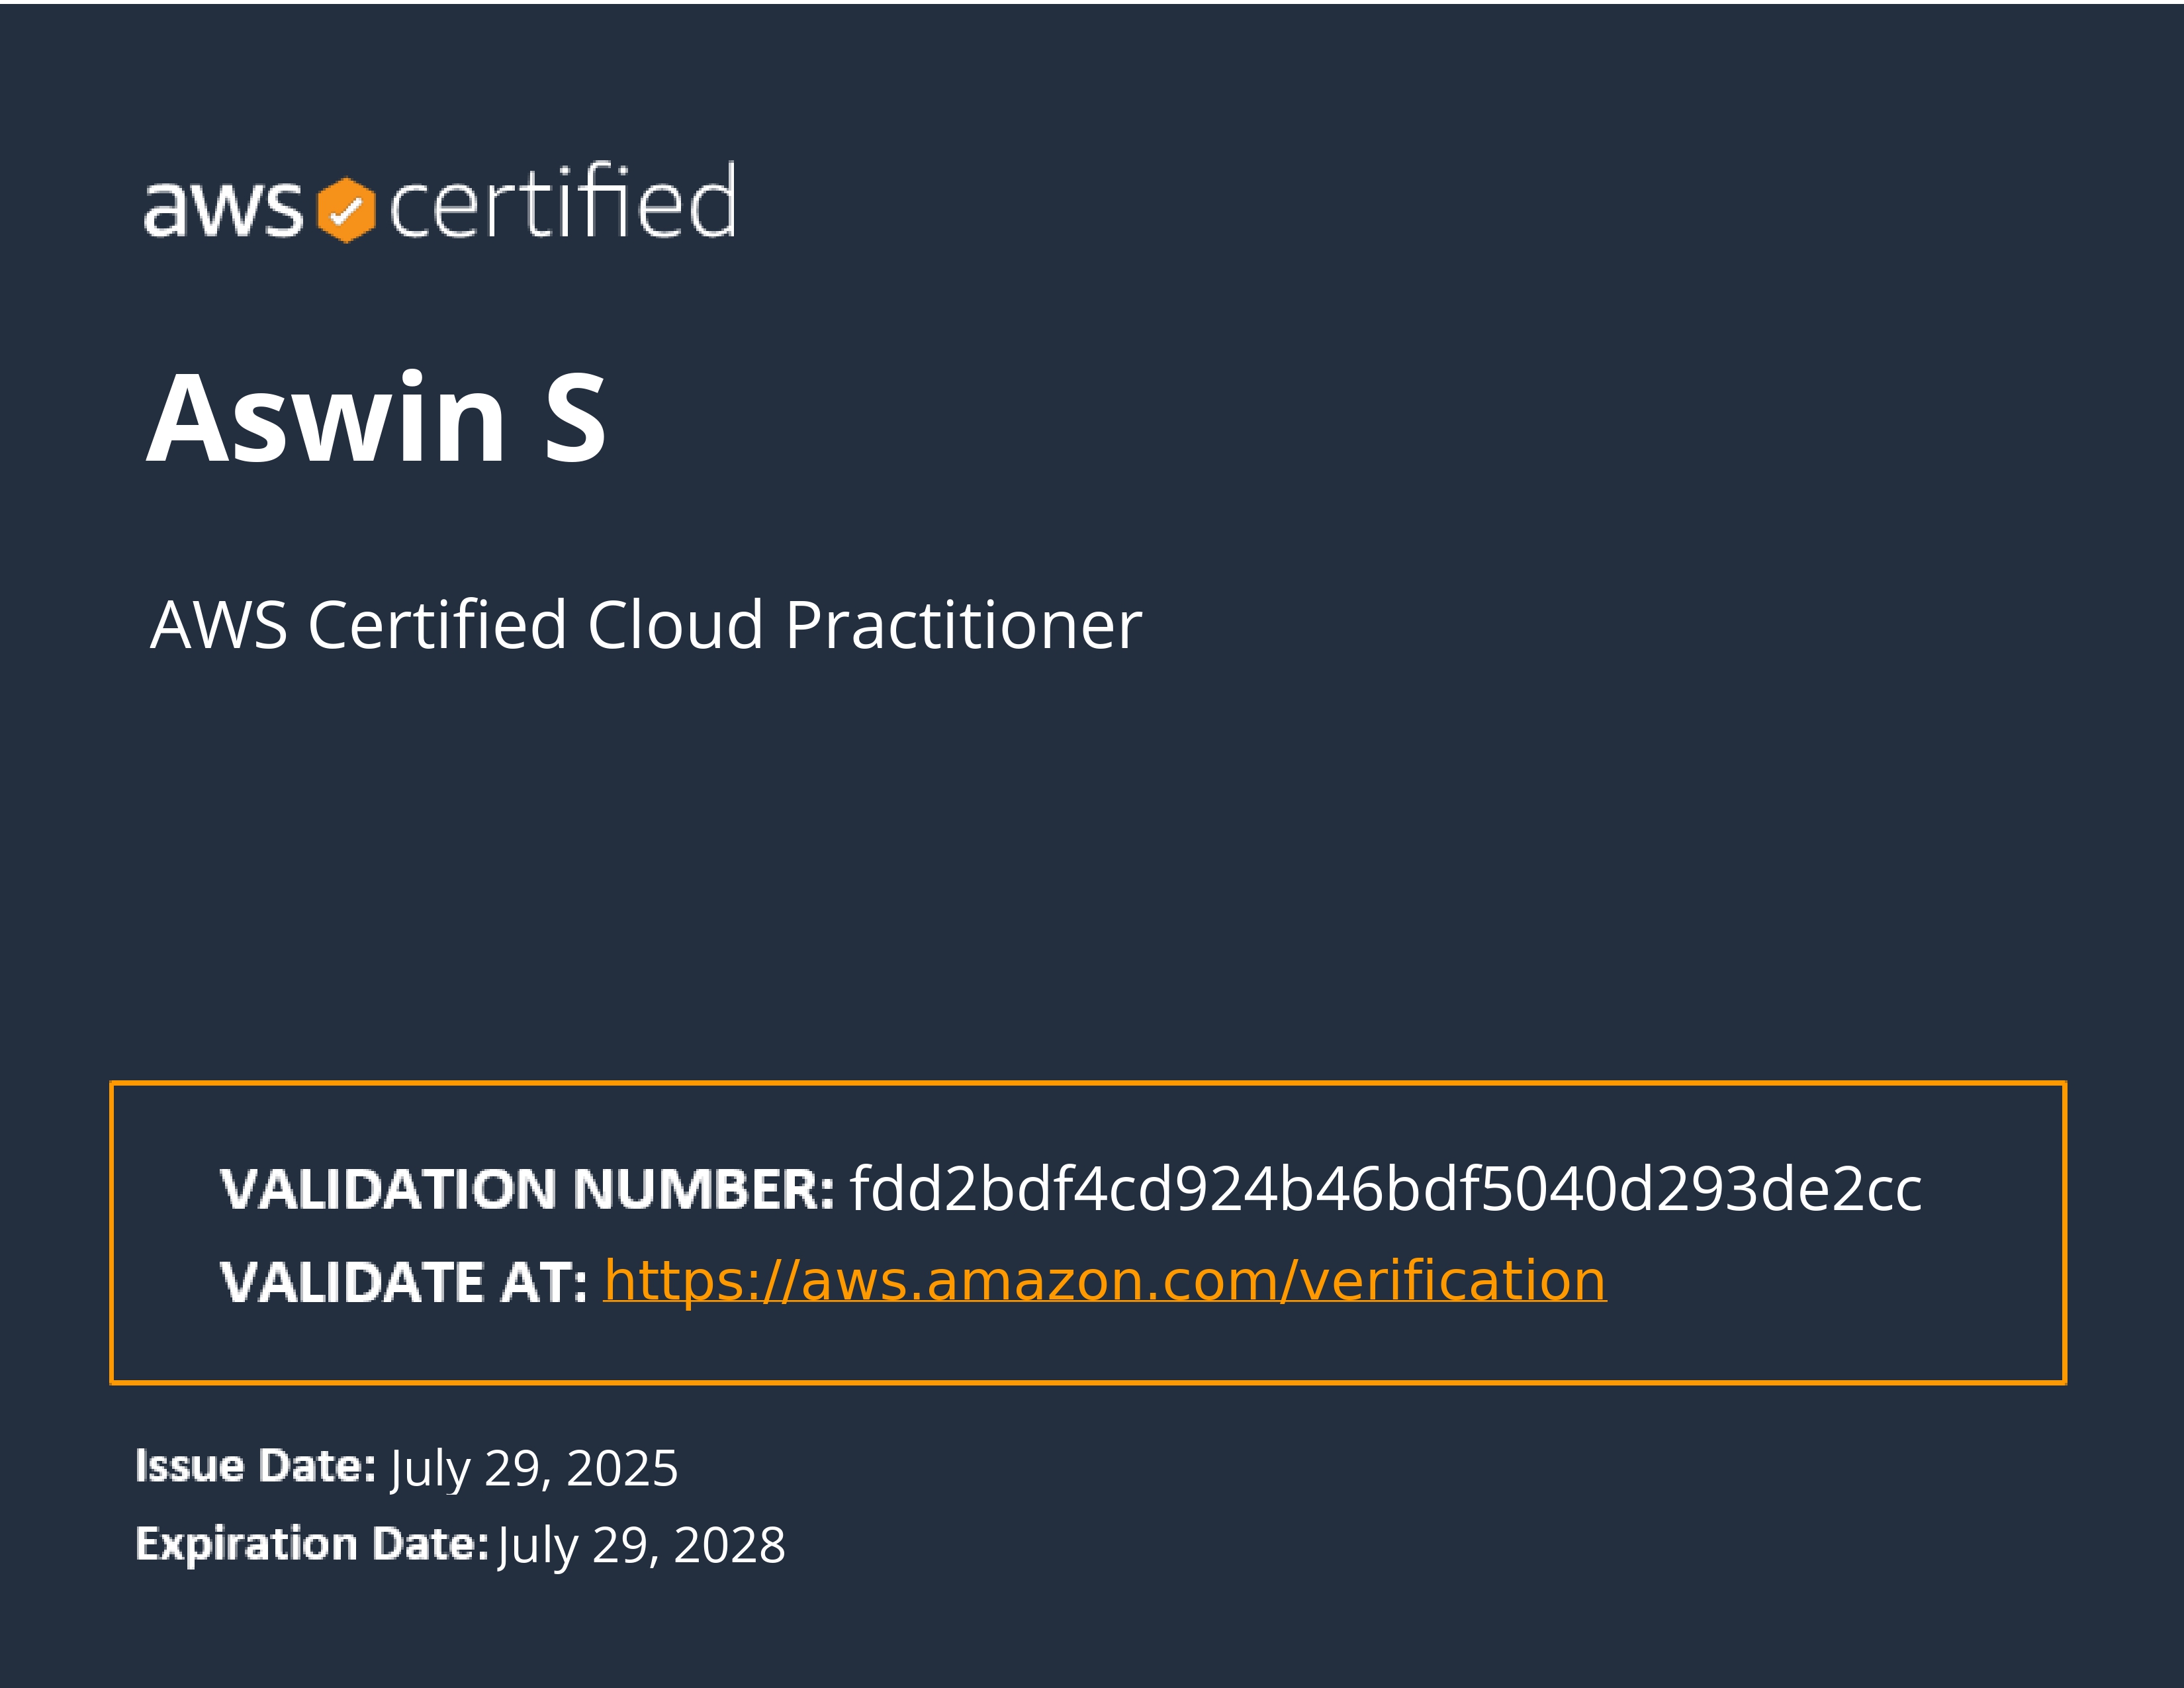 aws certified
Aswin S
AWS Certified Cloud Practitioner
VALIDATION NUMBER: fdd2bdf4cd924b46bdf5040d293de2cc
VALIDATE AT: https://aws.amazon.com/verification
Issue Date: July 29, 2025
Expiration Date: July 29, 2028